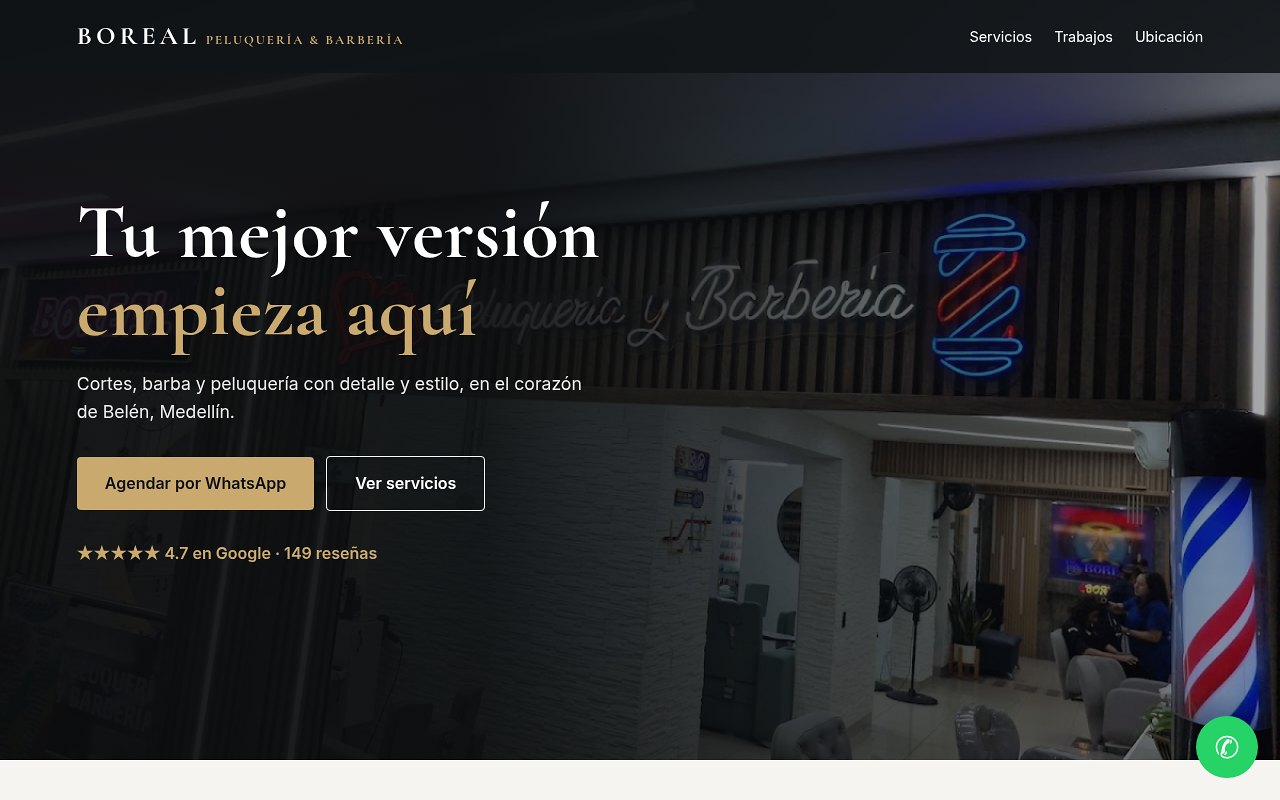 BOREAL PELUQUERÍA & BARBERÍA
Servicios
Trabajos
Ubicación
Tu mejor versión
empieza aquí
Peluquería y Barbería
Cortes, barba y peluquería con detalle y estilo, en el corazón
de Belén, Medellín.
Agendar por WhatsApp
Ver servicios
★★★★★ 4.7 en Google · 149 reseñas